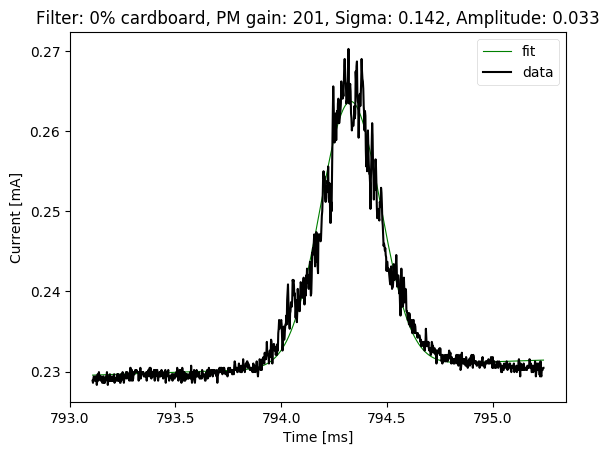 Filter: 0% cardboard, PM gain: 201, Sigma: 0.142, Amplitude: 0.033
fit
data
0.27
0.26
0.25
0.24
0.23
Current [mA]
793.0 793.5 794.0 794.5 795.0
Time [ms]